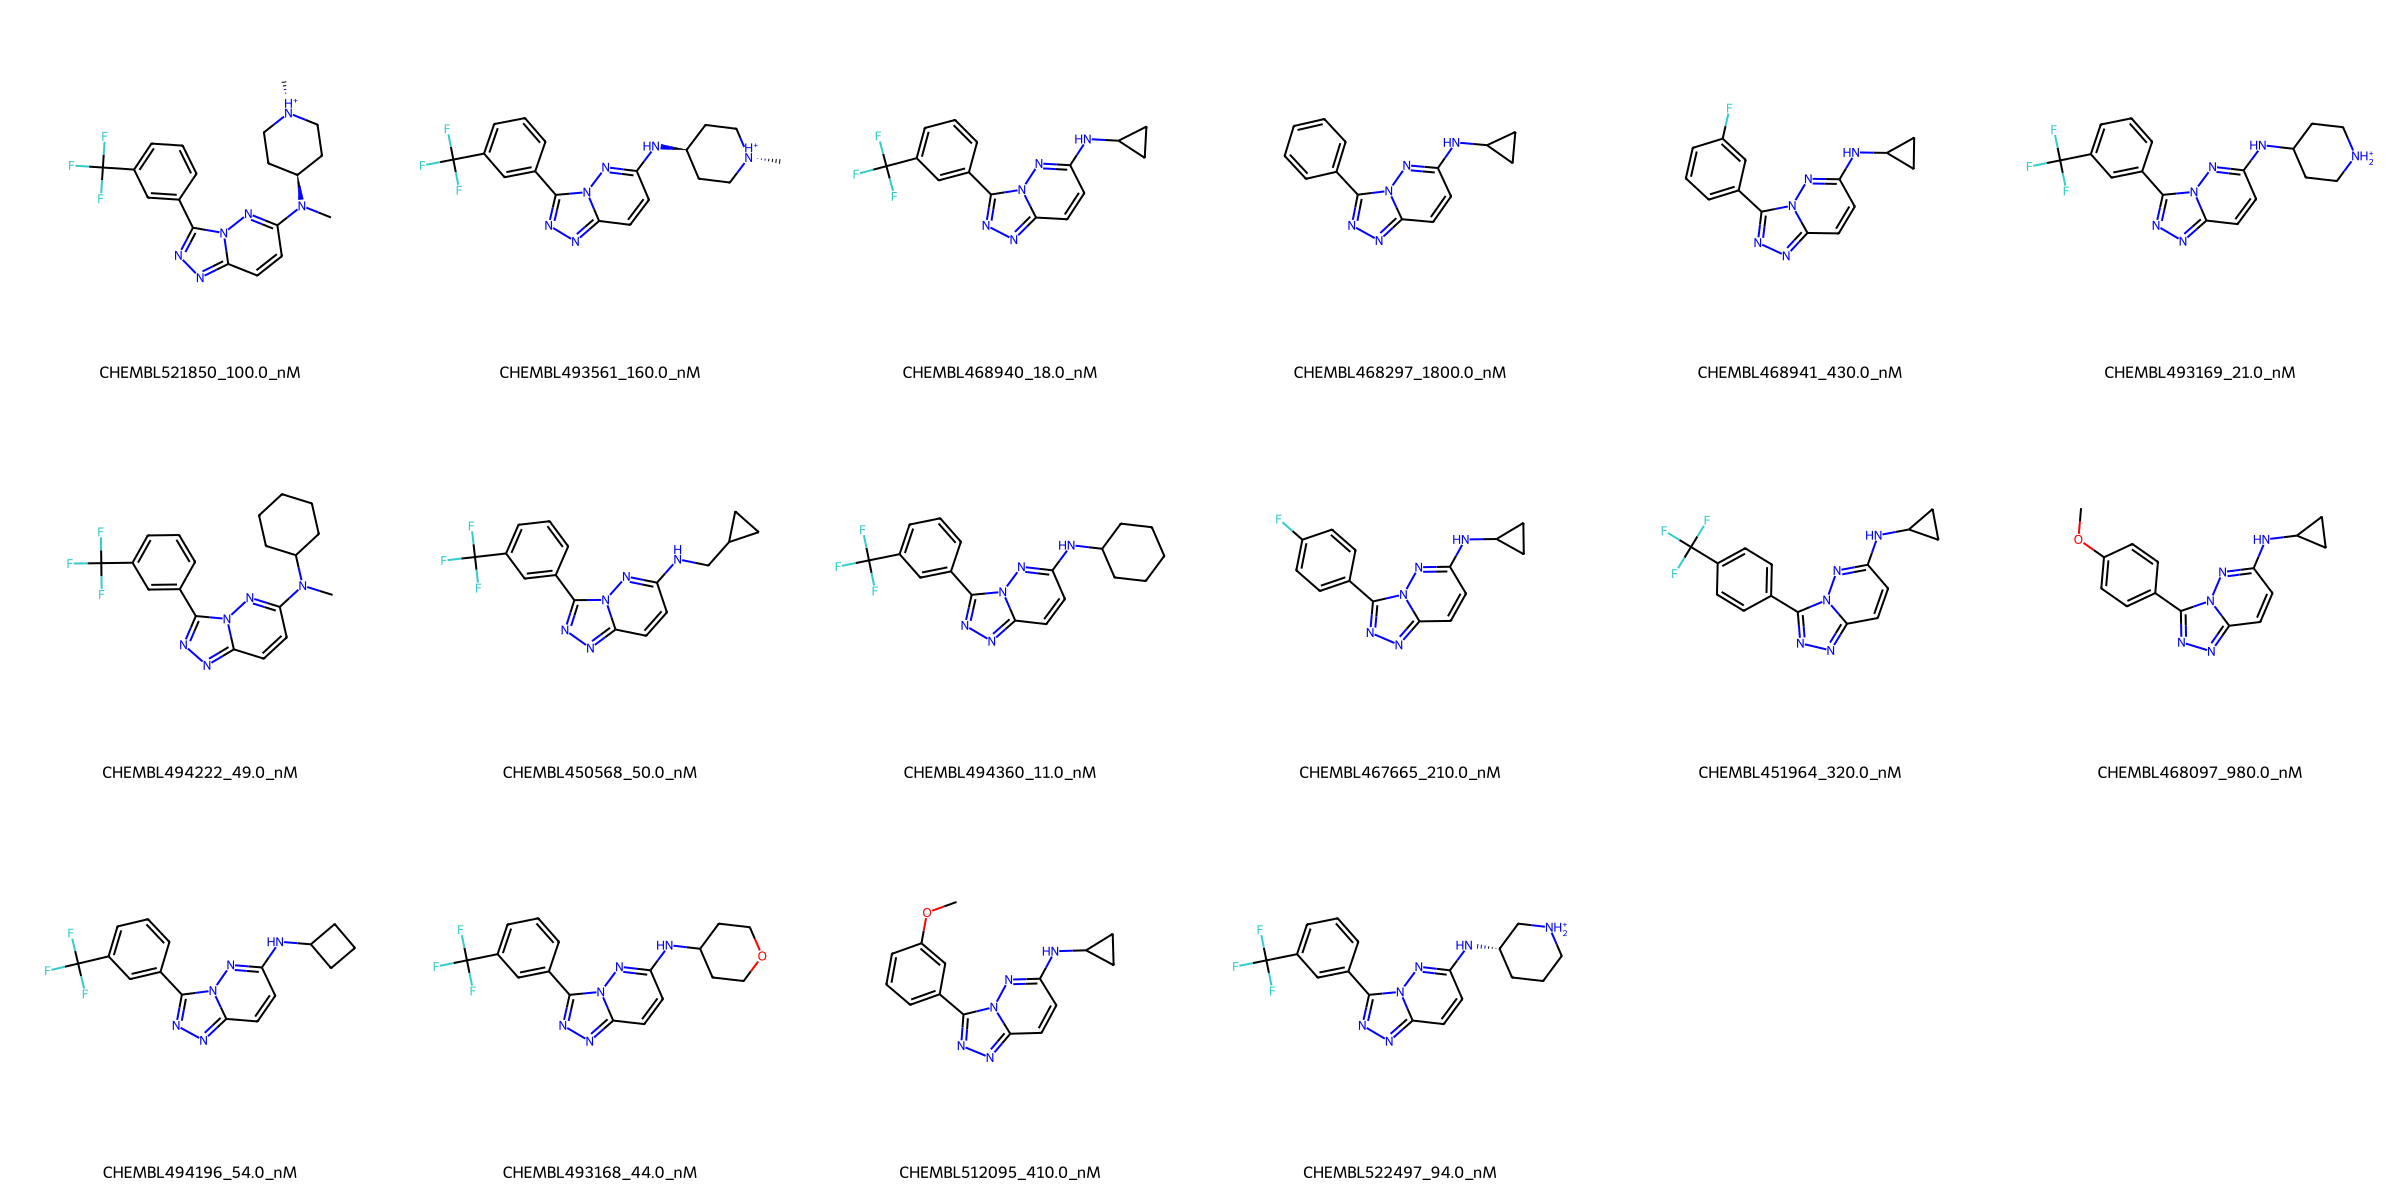 CHEMBL521850_100.0_nM
CHEMBL493561_160.0_nM
CHEMBL468940_18.0_nM
CHEMBL468297_1800.0_nM
CHEMBL468941_430.0_nM
CHEMBL493169_21.0_nM
CHEMBL494222_49.0_nM
CHEMBL450568_50.0_nM
CHEMBL494360_11.0_nM
CHEMBL467665_210.0_nM
CHEMBL451964_320.0_nM
CHEMBL468097_980.0_nM
CHEMBL494196_54.0_nM
CHEMBL493168_44.0_nM
CHEMBL512095_410.0_nM
CHEMBL522497_94.0_nM